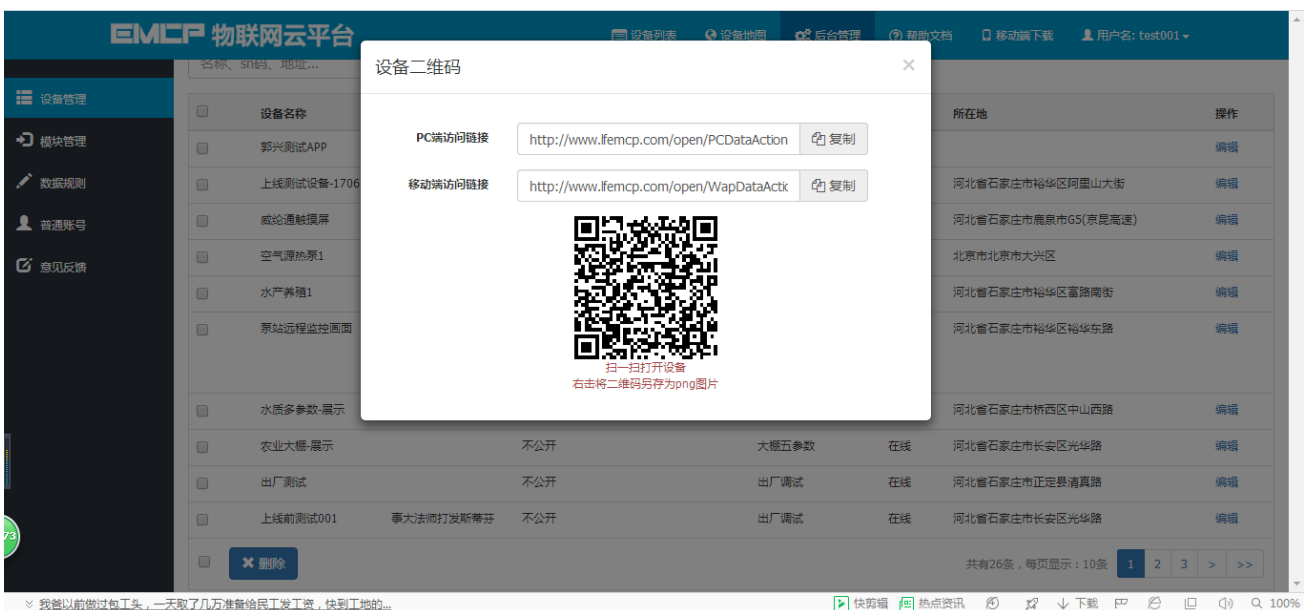 EMCP 物联网云平台
设备列表 设备地图 后台管理 帮助文档 移动端下载 用户名: test001
名称、sn码、地址...
设备二维码 ×
设备管理
模块管理
数据规则
普通账号
意见反馈
设备名称 所在地 操作
PC端访问链接 http://www.lfemcp.com/open/PCDataAction 复制
郭兴测试APP 编辑
移动端访问链接 http://www.lfemcp.com/open/WapDataActic 复制
上线测试设备-1706 河北省石家庄市裕华区阿里山大街 编辑
威纶通触摸屏 河北省石家庄市鹿泉市G5(京昆高速) 编辑
空气源热泵1 北京市北京市大兴区 编辑
水产养殖1 河北省石家庄市裕华区富路南街 编辑
泵站远程监控画面 河北省石家庄市裕华区裕华东路 编辑
扫一扫打开设备
右击将二维码另存为png图片
水质多参数-展示 河北省石家庄市桥西区中山西路 编辑
农业大棚-展示 不公开 大棚五参数 在线 河北省石家庄市长安区光华路 编辑
出厂测试 不公开 出厂调试 在线 河北省石家庄市正定县清真路 编辑
上线前测试001 事大法师打发斯蒂芬 不公开 出厂调试 在线 河北省石家庄市长安区光华路 编辑
73
删除 共有26条，每页显示：10条 1 2 3 > >>
我爸以前做过包工头，一天取了几万准备给民工发工资，快到工地的... 快剪辑 热点资讯 下载 100%